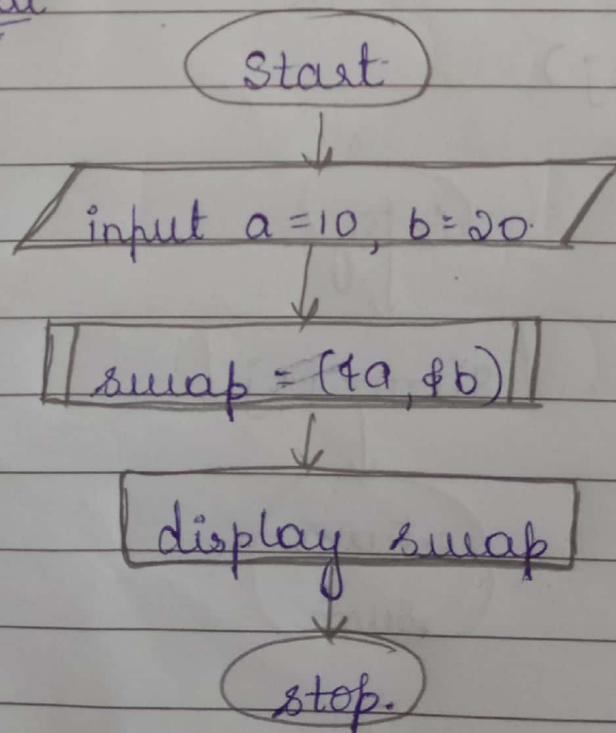 Start
input a = 10, b = 20.
swap = (&a, &b)
display swap
stop.